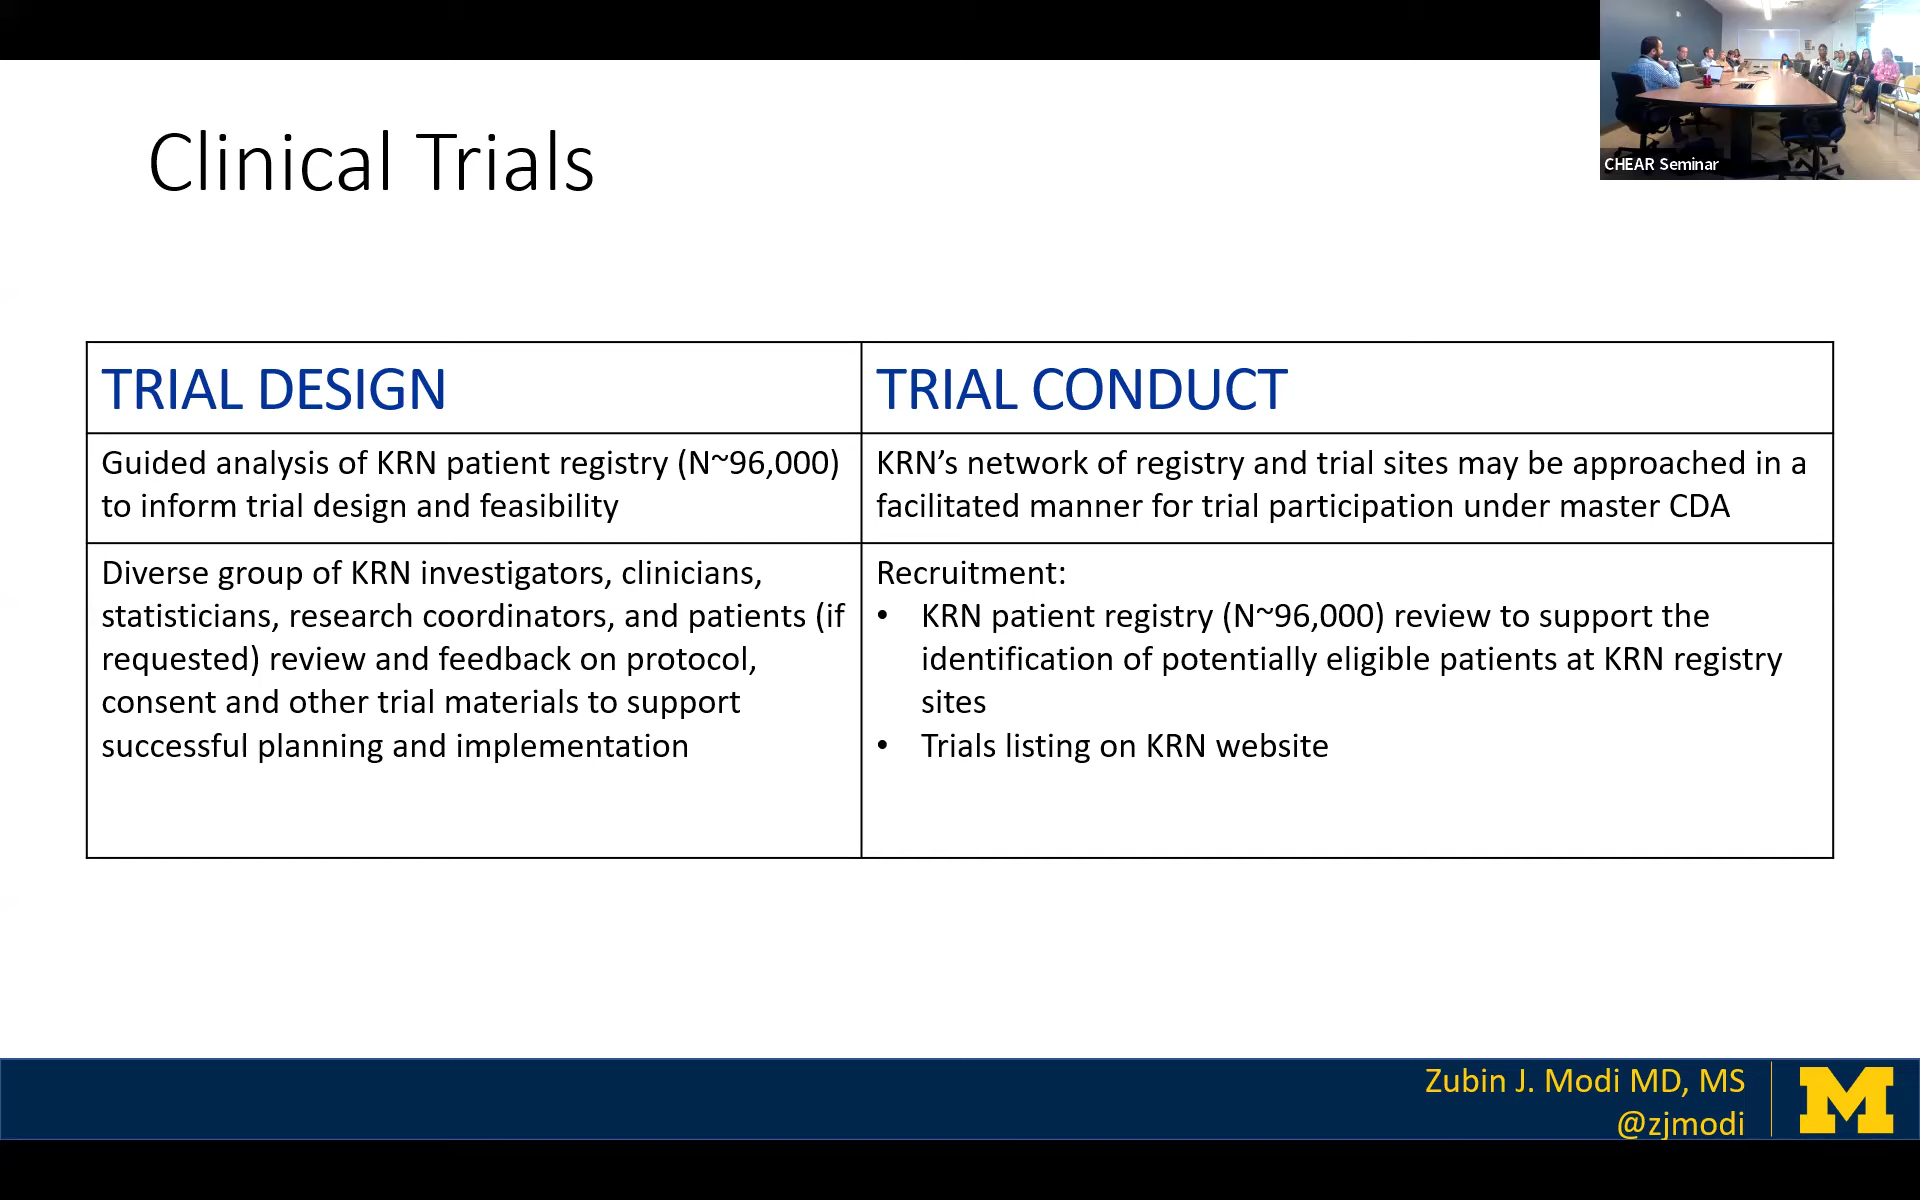 Clinical Trials
CHEAR Seminar
TRIAL DESIGN
TRIAL CONDUCT
Guided analysis of KRN patient registry (N~96,000)
to inform trial design and feasibility
KRN’s network of registry and trial sites may be approached in a
facilitated manner for trial participation under master CDA
Diverse group of KRN investigators, clinicians,
statisticians, research coordinators, and patients (if
requested) review and feedback on protocol,
consent and other trial materials to support
successful planning and implementation
Recruitment:
• KRN patient registry (N~96,000) review to support the
identification of potentially eligible patients at KRN registry
sites
• Trials listing on KRN website
Zubin J. Modi MD, MS
@zjmodi
M